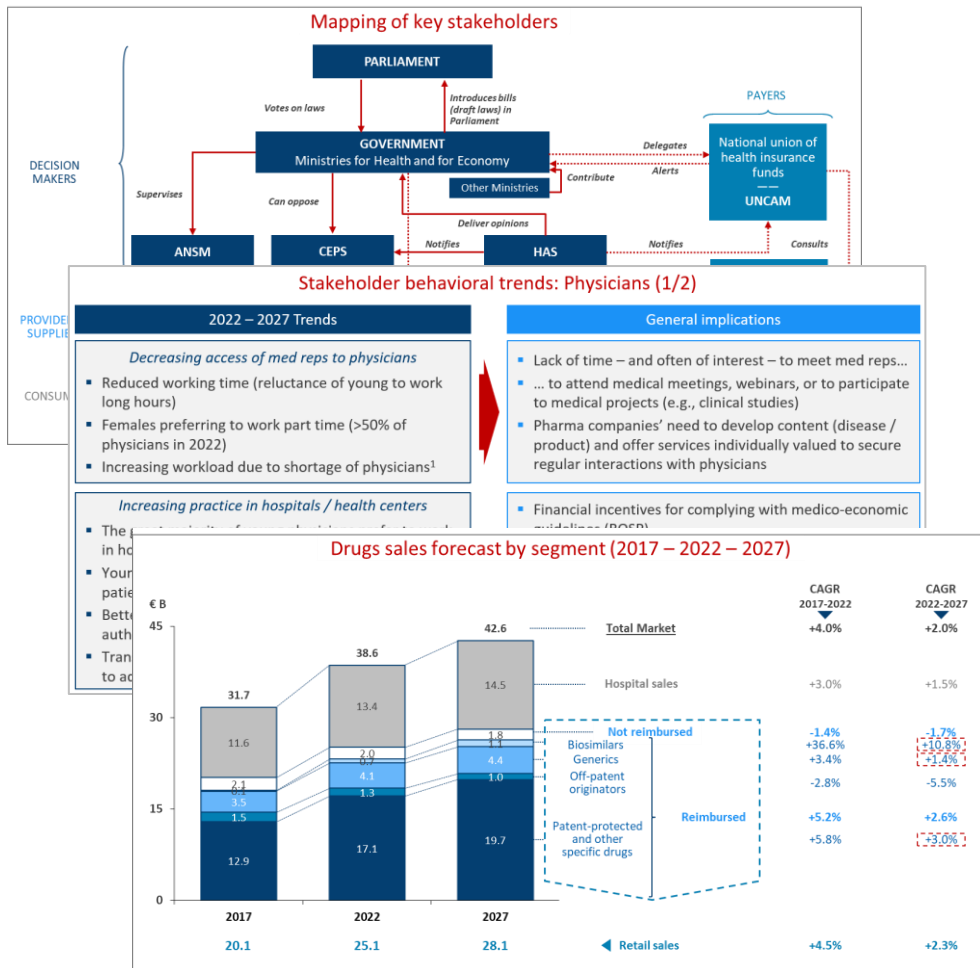 Mapping of key stakeholders
PARLIAMENT
Votes on laws
Introduces bills
(draft laws) in
Parliament
PAYERS
DECISION
MAKERS
GOVERNMENT
Ministries for Health and for Economy
Delegates
Alerts
National union of
health insurance
funds
——
UNCAM
Other Ministries
Contribute
Supervises
Can oppose
Deliver opinions
ANSM
CEPS
Notifies
HAS
Notifies
Consults
Stakeholder behavioral trends: Physicians (1/2)
2022 – 2027 Trends
General implications
Decreasing access of med reps to physicians
▪ Reduced working time (reluctance of young to work
long hours)
▪ Females preferring to work part time (>50% of
physicians in 2022)
▪ Increasing workload due to shortage of physicians¹
▪ Lack of time – and often of interest – to meet med reps…
▪ … to attend medical meetings, webinars, or to participate
to medical projects (e.g., clinical studies)
▪ Pharma companies' need to develop content (disease /
product) and offer services individually valued to secure
regular interactions with physicians
Increasing practice in hospitals / health centers
▪ Financial incentives for complying with medico-economic
Drugs sales forecast by segment (2017 – 2022 – 2027)
CAGR
2017-2022
CAGR
2022-2027
€ B
45
30
15
0
31.7
11.6
2.1
0.1
3.5
1.5
12.9
2017
20.1
38.6
13.4
2.0
0.7
4.1
1.3
17.1
2022
25.1
42.6
14.5
1.8
1.1
4.4
1.0
19.7
2027
28.1
Total Market +4.0% +2.0%
Hospital sales +3.0% +1.5%
Not reimbursed -1.4% -1.7%
Biosimilars +36.6% +10.8%
Generics +3.4% +1.4%
Off-patent
originators -2.8% -5.5%
Reimbursed +5.2% +2.6%
Patent-protected
and other
specific drugs +5.8% +3.0%
Retail sales +4.5% +2.3%